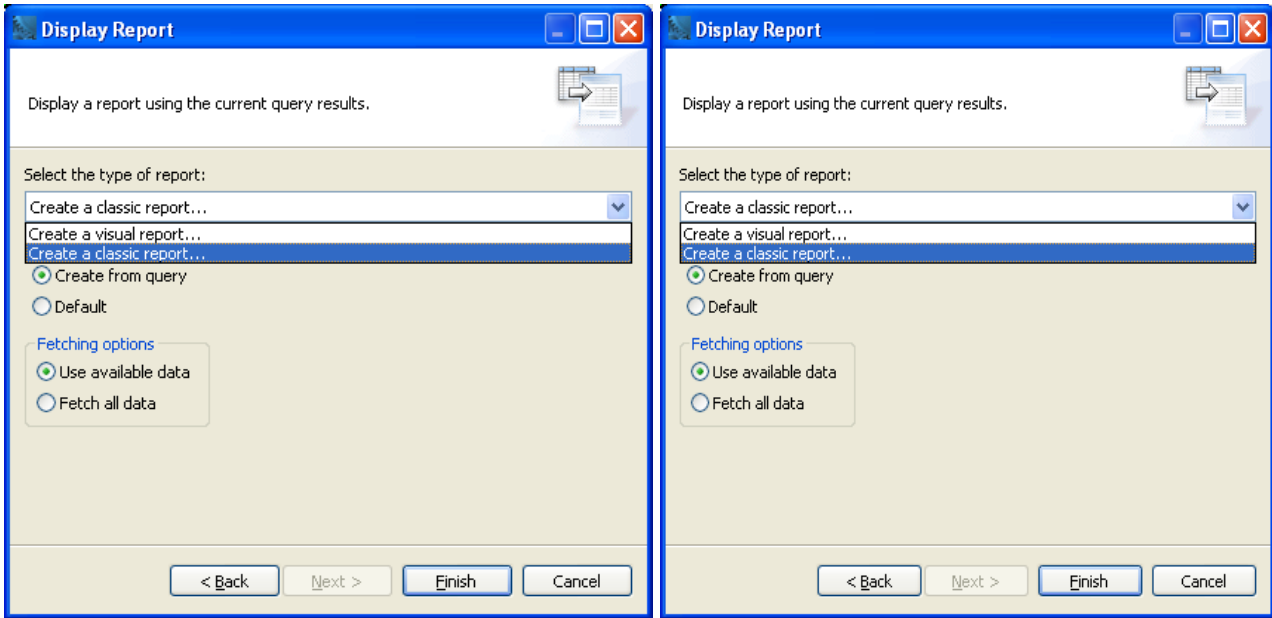 Display Report
Display a report using the current query results.
Select the type of report:
Create a classic report...
Create a visual report...
Create a classic report...
Create from query
Default
Fetching options
Use available data
Fetch all data
< Back Next > Finish Cancel
Display Report
Display a report using the current query results.
Select the type of report:
Create a classic report...
Create a visual report...
Create a classic report...
Create from query
Default
Fetching options
Use available data
Fetch all data
< Back Next > Finish Cancel